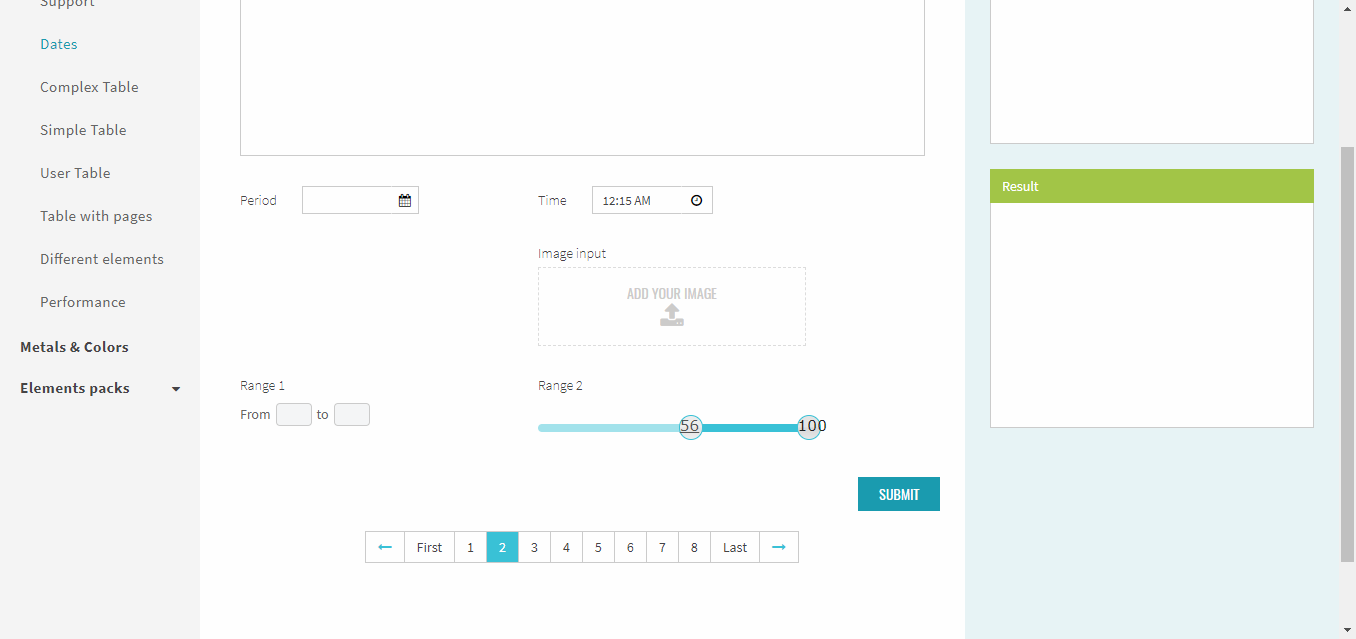 Support
Dates
Complex Table
Simple Table
User Table
Table with pages
Different elements
Performance
Metals & Colors
Elements packs
Period
Time 12:15 AM
Image input
ADD YOUR IMAGE
Range 1
From to
Range 2
56 100
SUBMIT
First 1 2 3 4 5 6 7 8 Last
Result